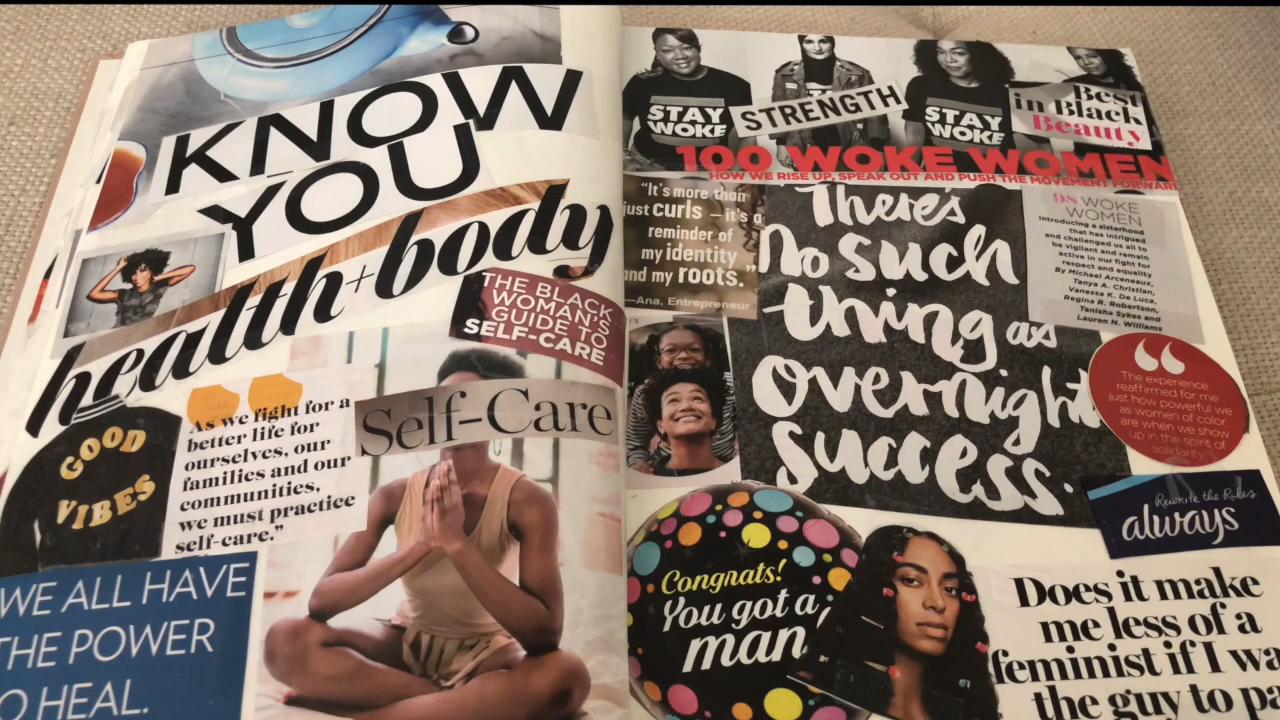 KNOW
YOU
health+body
THE BLACK
WOMAN'S
GUIDE TO
SELF-CARE
GOOD
VIBES
As we fight for a
better life for
ourselves, our
families and our
communities,
we must practice
self-care.”
Self-Care
WE ALL HAVE
THE POWER
O HEAL.
STAY
WOKE
STRENGTH
STAY
WOKE
Best
in Black
Beauty
100 WOKE WOMEN
HOW WE RISE UP, SPEAK OUT AND PUSH THE MOVEMENT FORWARD
“It's more than
just curls – it's a
reminder of
my identity
and my roots.”
—Ana, Entrepreneur
There's
no such
thing as
overnight
success.
WOKE
WOMEN
Introducing a sisterhood
that has intrigued
and challenged us all to
be vigilant and remain
active in our fight for
respect and equality
By Michael Arceneaux,
Tanya A. Christian,
Vanessa K. De Luca,
Regina R. Robertson,
Tanisha Sykes and
Lauren N. Williams
“
The experience
reaffirmed for me
just how powerful we
as women of color
are when we show
up in the spirit of
solidarity.
Rewrite the Rules
always
Congrats!
You got a
man
Does it make
me less of a
feminist if I wa
the guy to pa